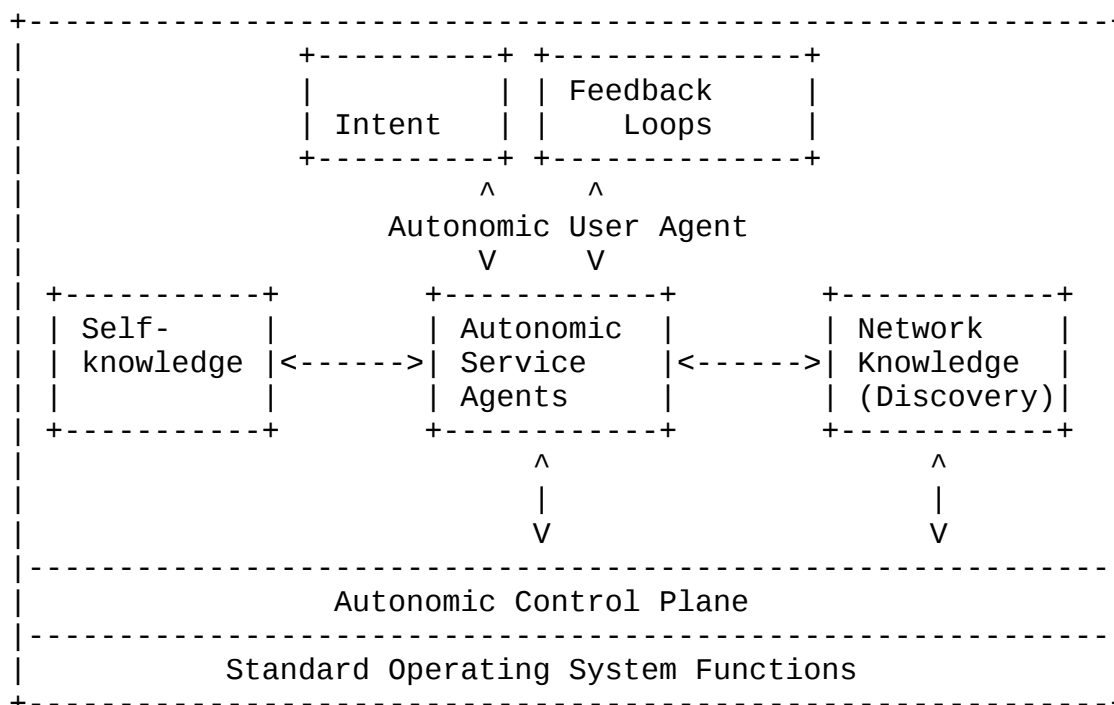 Feedback
Intent Loops
Autonomic User Agent
Self- Autonomic Network
knowledge Service Knowledge
Agents (Discovery)
Autonomic Control Plane
Standard Operating System Functions